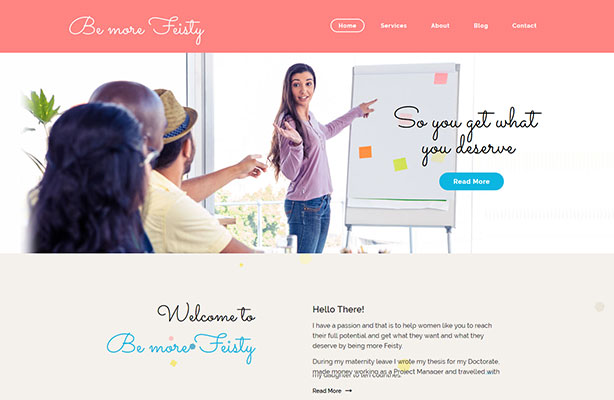 Be more Feisty
Home Services About Blog Contact
So you get what
you deserve
Read More
Welcome to
Be more Feisty
Hello There!
I have a passion and that is to help women like you to reach
their full potential and get what they want and what they
deserve by being more Feisty.
During my maternity leave I wrote my thesis for my Doctorate,
made money working as a Project Manager and travelled with
my daughter to ten countries.
Read More